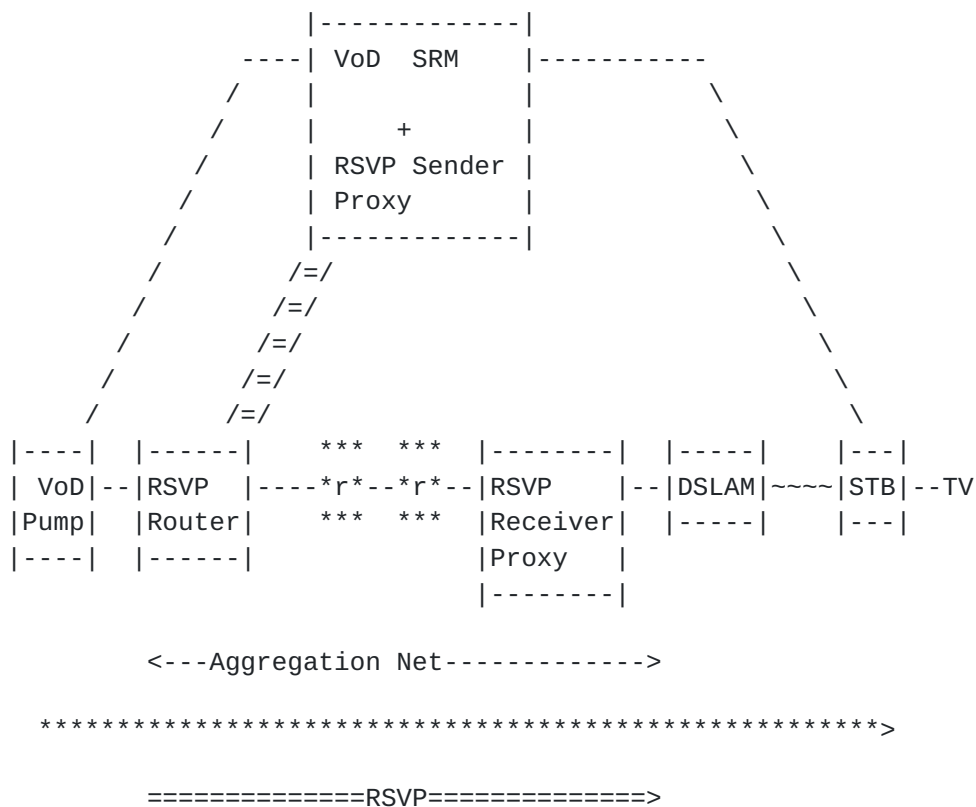 |-------------|
               ----| VoD  SRM    |-----------
              /    |             |           \
             /     |     +       |            \
            /      | RSVP Sender |             \
           /       | Proxy       |              \
          /        |-------------|               \
         /        /=/                             \
        /        /=/                               \
       /        /=/                                 \
      /        /=/                                   \
     /        /=/                                     \
|----|  |------|    ***  ***  |--------|  |-----|    |---|
| VoD|--|RSVP  |----*r*--*r*--|RSVP    |--|DSLAM|~~~~|STB|--TV
|Pump|  |Router|    ***  ***  |Receiver|  |-----|    |---|
|----|  |------|              |Proxy   |
                              |--------|
         <---Aggregation Net------------->
  ******************************************************>
         ==============RSVP==============>